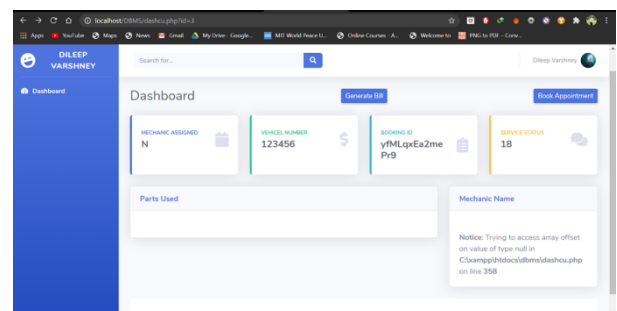 localhost/DBMS/dashcu.php?id=3
Apps YouTube Maps News Gmail My Drive - Google... MIT World Peace U... Online Courses - A... Welcome to PNG to PDF – Conv...
DILEEP VARSHNEY
Search for...
Dileep Varshney
Dashboard
Dashboard
Generate Bill
Book Appointment
MECHANIC ASSIGNED
N
VEHICEL NUMBER
123456
BOOKING ID
yfMLqxEa2me
Pr9
SERVICE STATUS
18
Parts Used
Mechanic Name
Notice: Trying to access array offset
on value of type null in
C:\xampp\htdocs\dbms\dashcu.php
on line 358